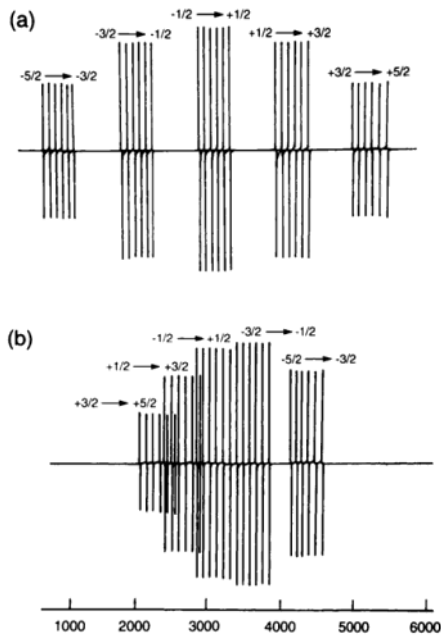 (a)
-1/2 → +1/2
-3/2 → -1/2
+1/2 → +3/2
-5/2 → -3/2
+3/2 → +5/2
(b)
-3/2 → -1/2
-1/2 → +1/2
-5/2 → -3/2
+1/2 → +3/2
+3/2 → +5/2
1000 2000 3000 4000 5000 6000